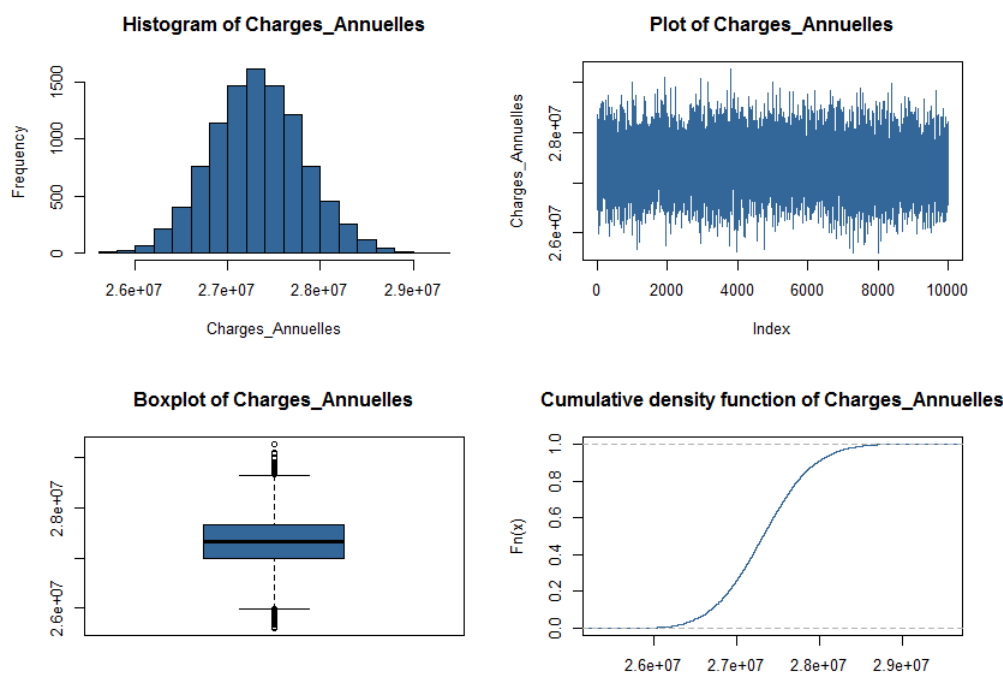 Histogram of Charges_Annuelles
Frequency
0 500 1000 1500
2.6e+07 2.7e+07 2.8e+07 2.9e+07
Charges_Annuelles
Plot of Charges_Annuelles
Charges_Annuelles
2.6e+07 2.8e+07
0 2000 4000 6000 8000 10000
Index
Boxplot of Charges_Annuelles
2.6e+07 2.8e+07
Cumulative density function of Charges_Annuelles
Fn(x)
0.0 0.2 0.4 0.6 0.8 1.0
2.6e+07 2.7e+07 2.8e+07 2.9e+07